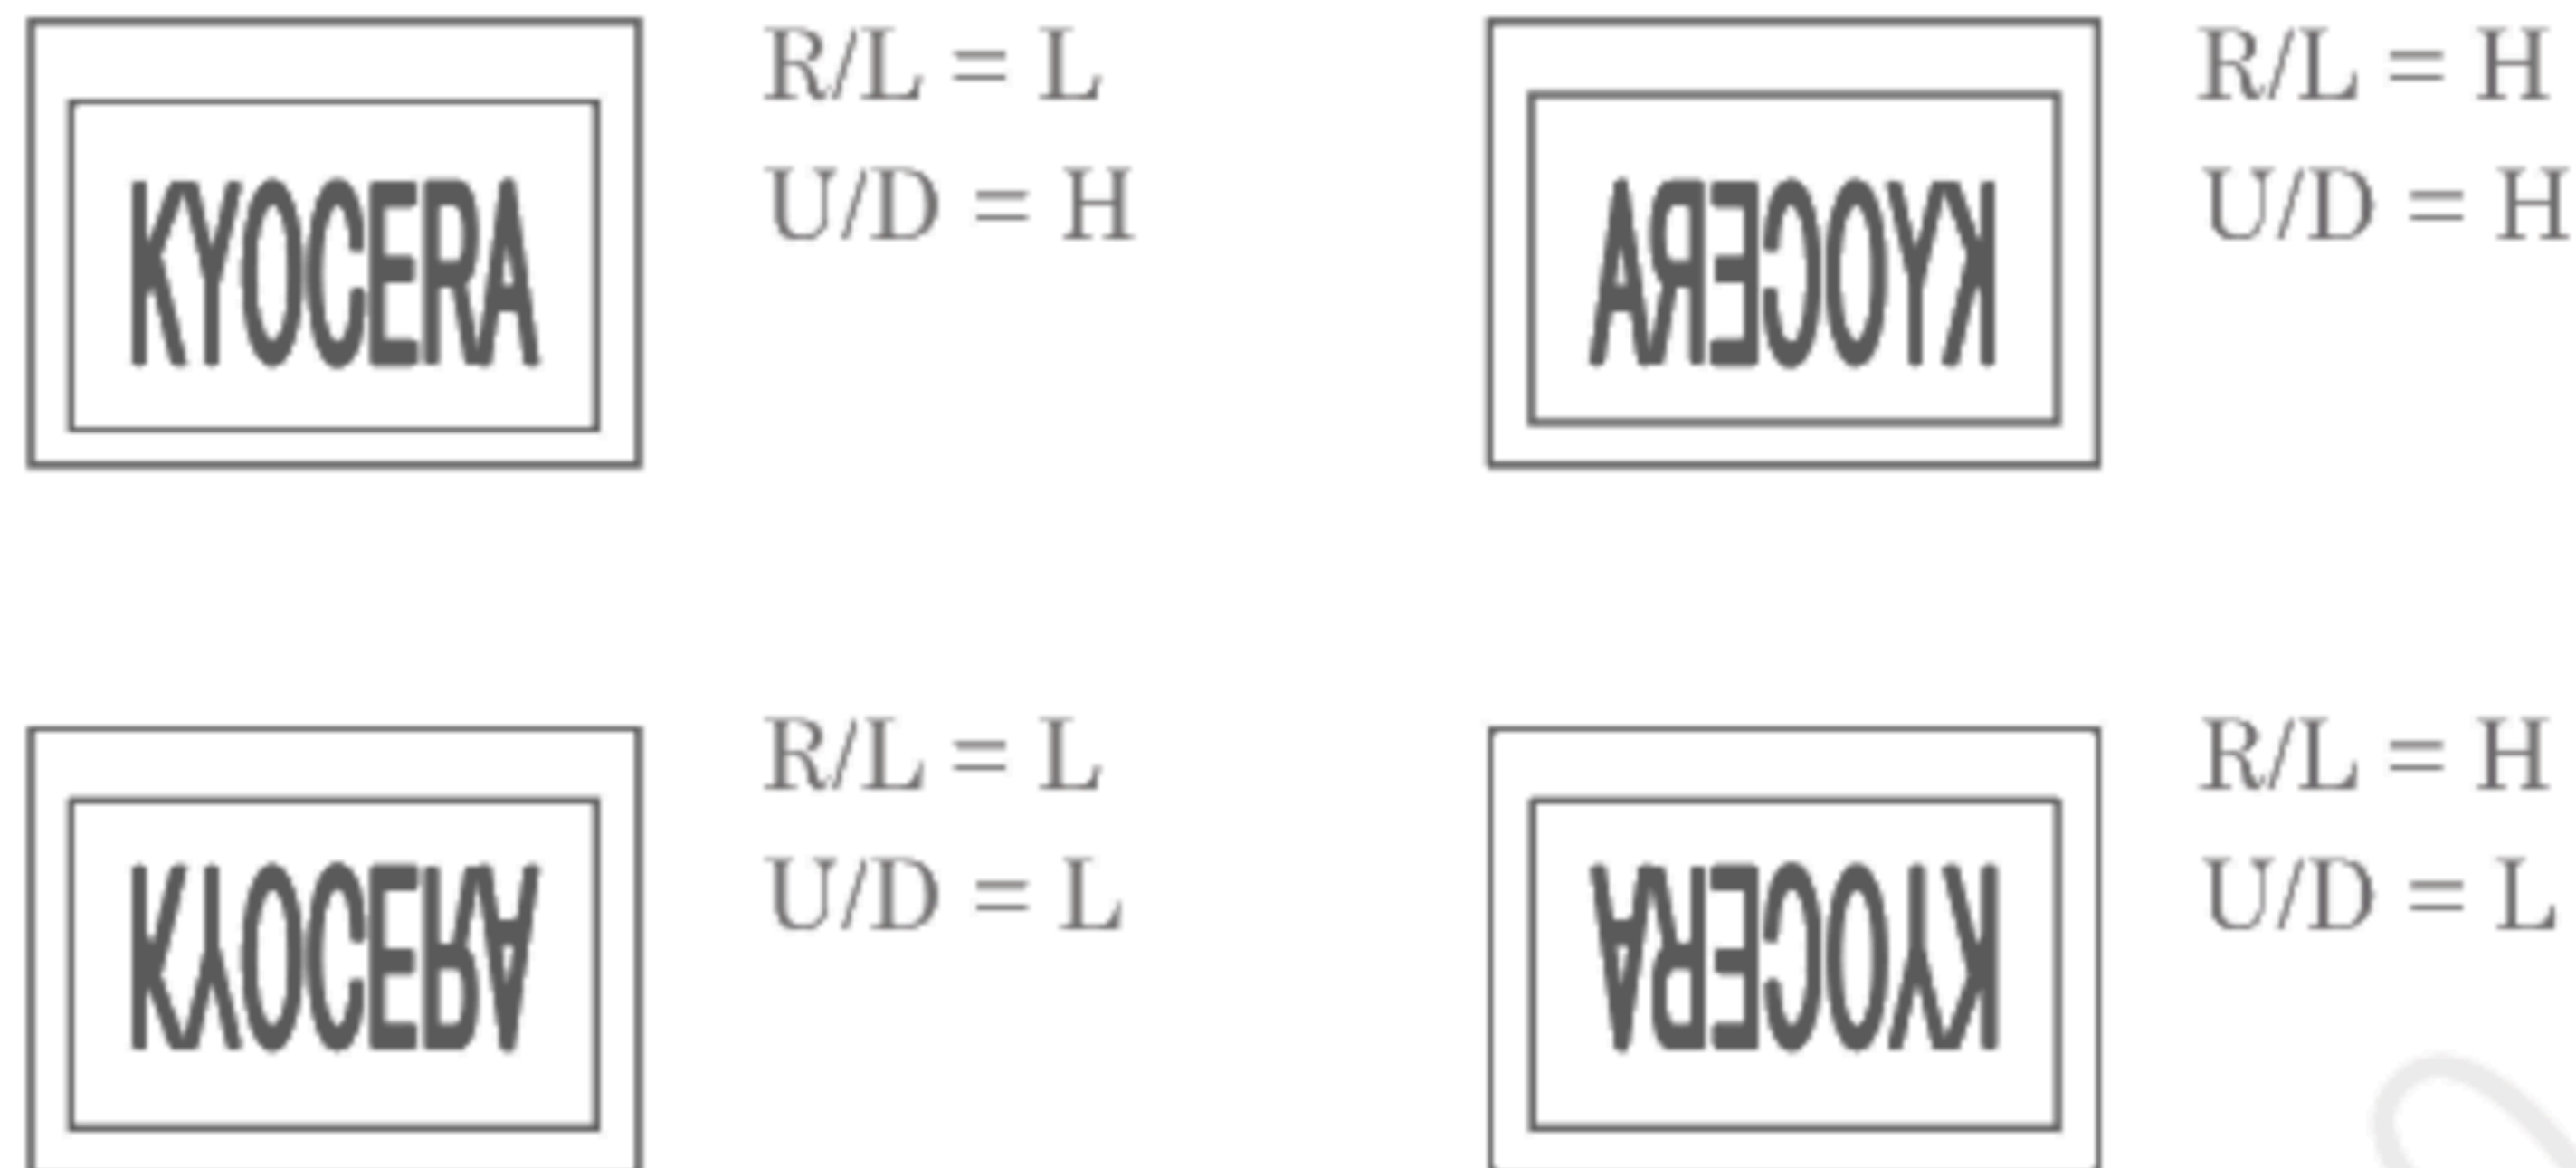 KYOCERA
R/L = L
U/D = H
KYOCERA
R/L = H
U/D = H
KYOCERA
R/L = L
U/D = L
KYOCERA
R/L = H
U/D = L